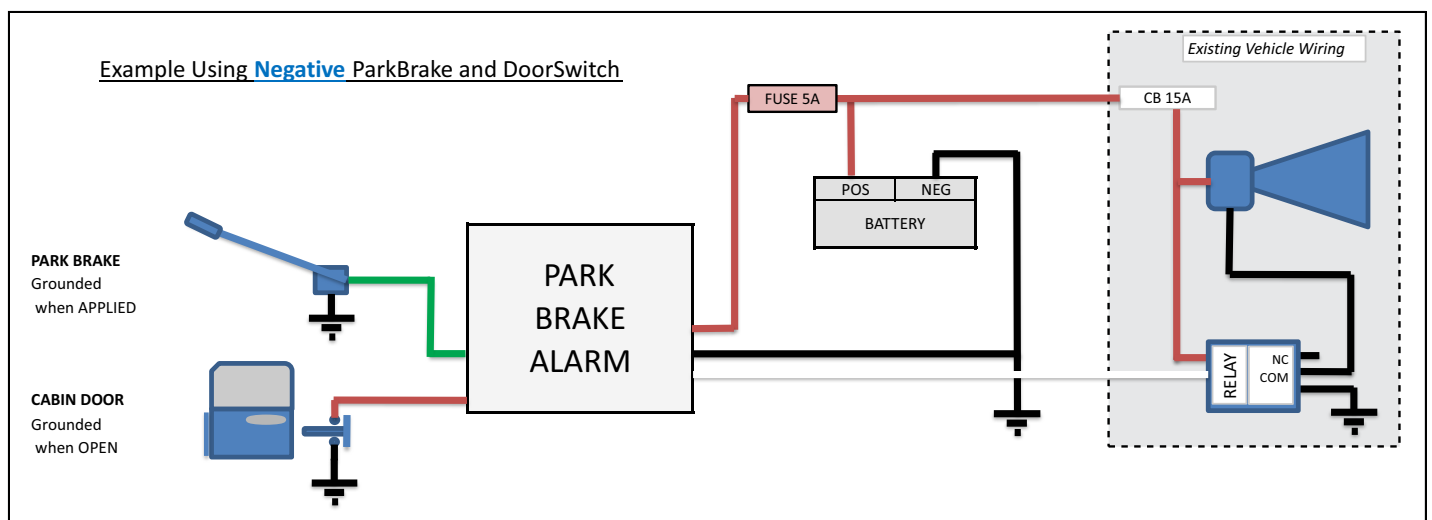 Example Using Negative ParkBrake and DoorSwitch
Existing Vehicle Wiring
FUSE 5A
CB 15A
POS
NEG
BATTERY
PARK BRAKE
Grounded
when APPLIED
PARK
BRAKE
ALARM
RELAY
NC
COM
CABIN DOOR
Grounded
when OPEN